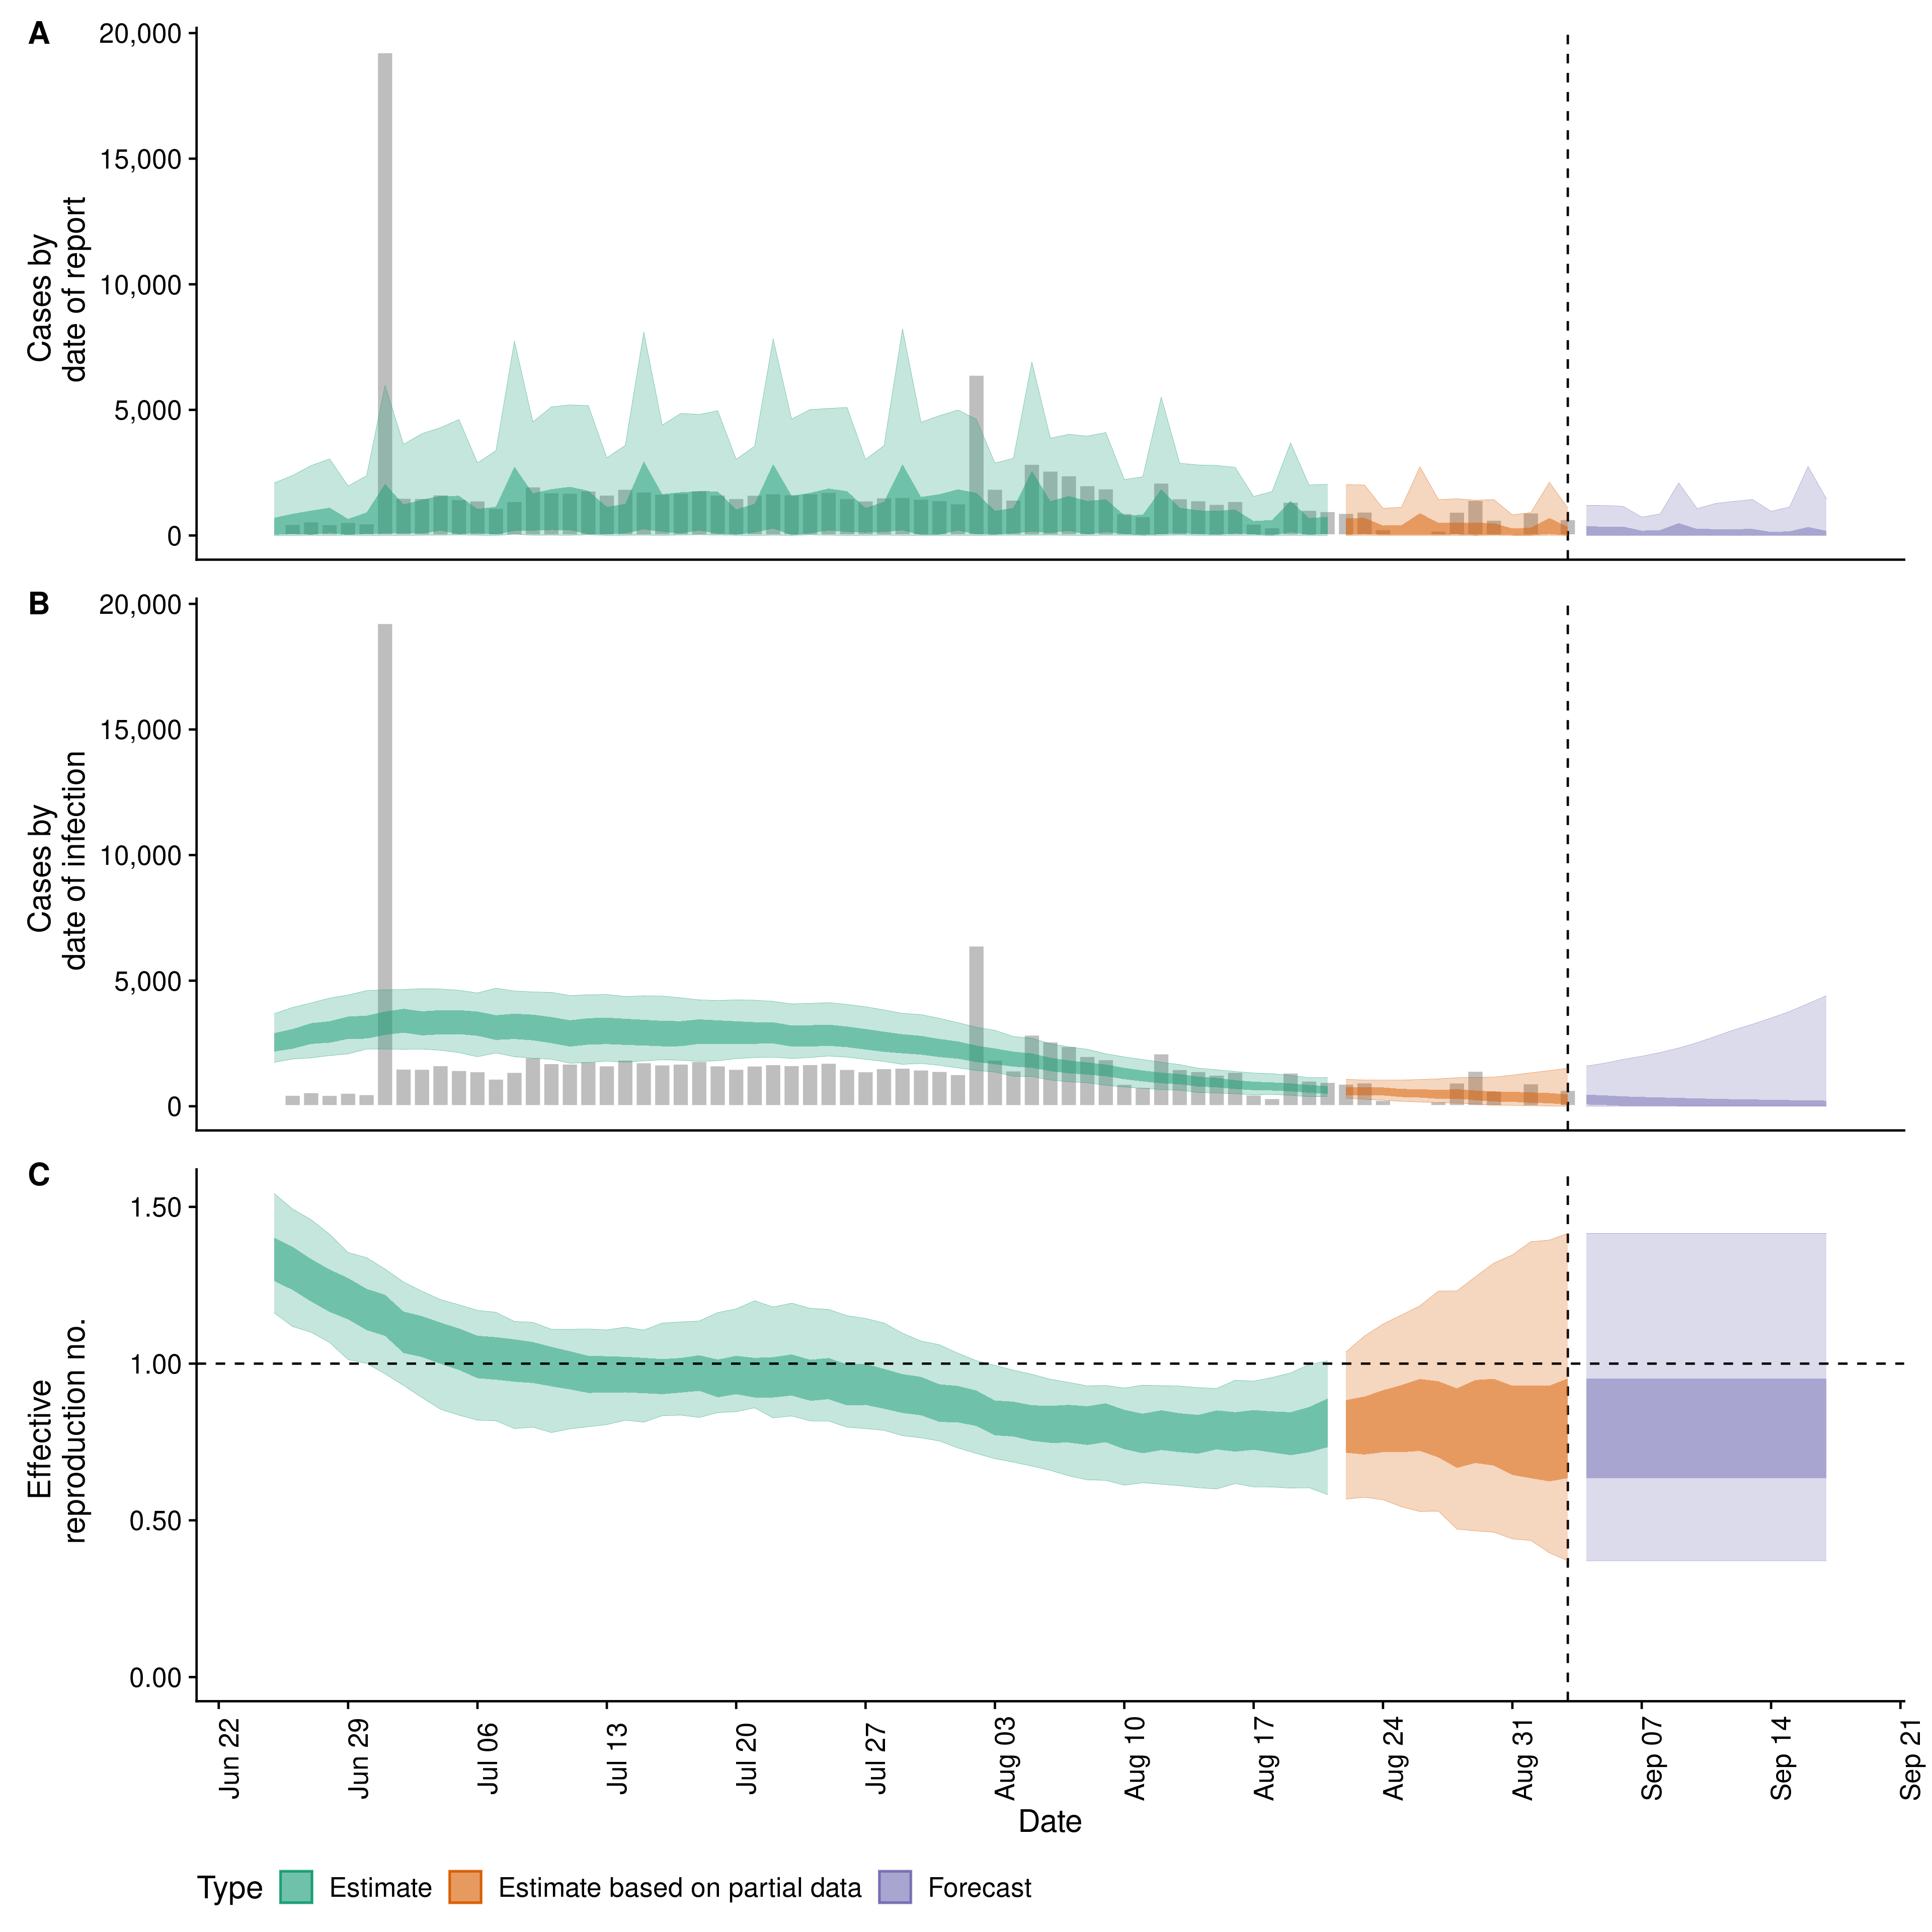 A
20,000
15,000
10,000
5,000
0
Cases by
date of report
B
20,000
15,000
10,000
5,000
0
Cases by
date of infection
C
1.50
1.00
0.50
0.00
Effective
reproduction no.
Jun 22
Jun 29
Jul 06
Jul 13
Jul 20
Jul 27
Aug 03
Aug 10
Aug 17
Aug 24
Aug 31
Sep 07
Sep 14
Sep 21
Date
Type Estimate Estimate based on partial data Forecast